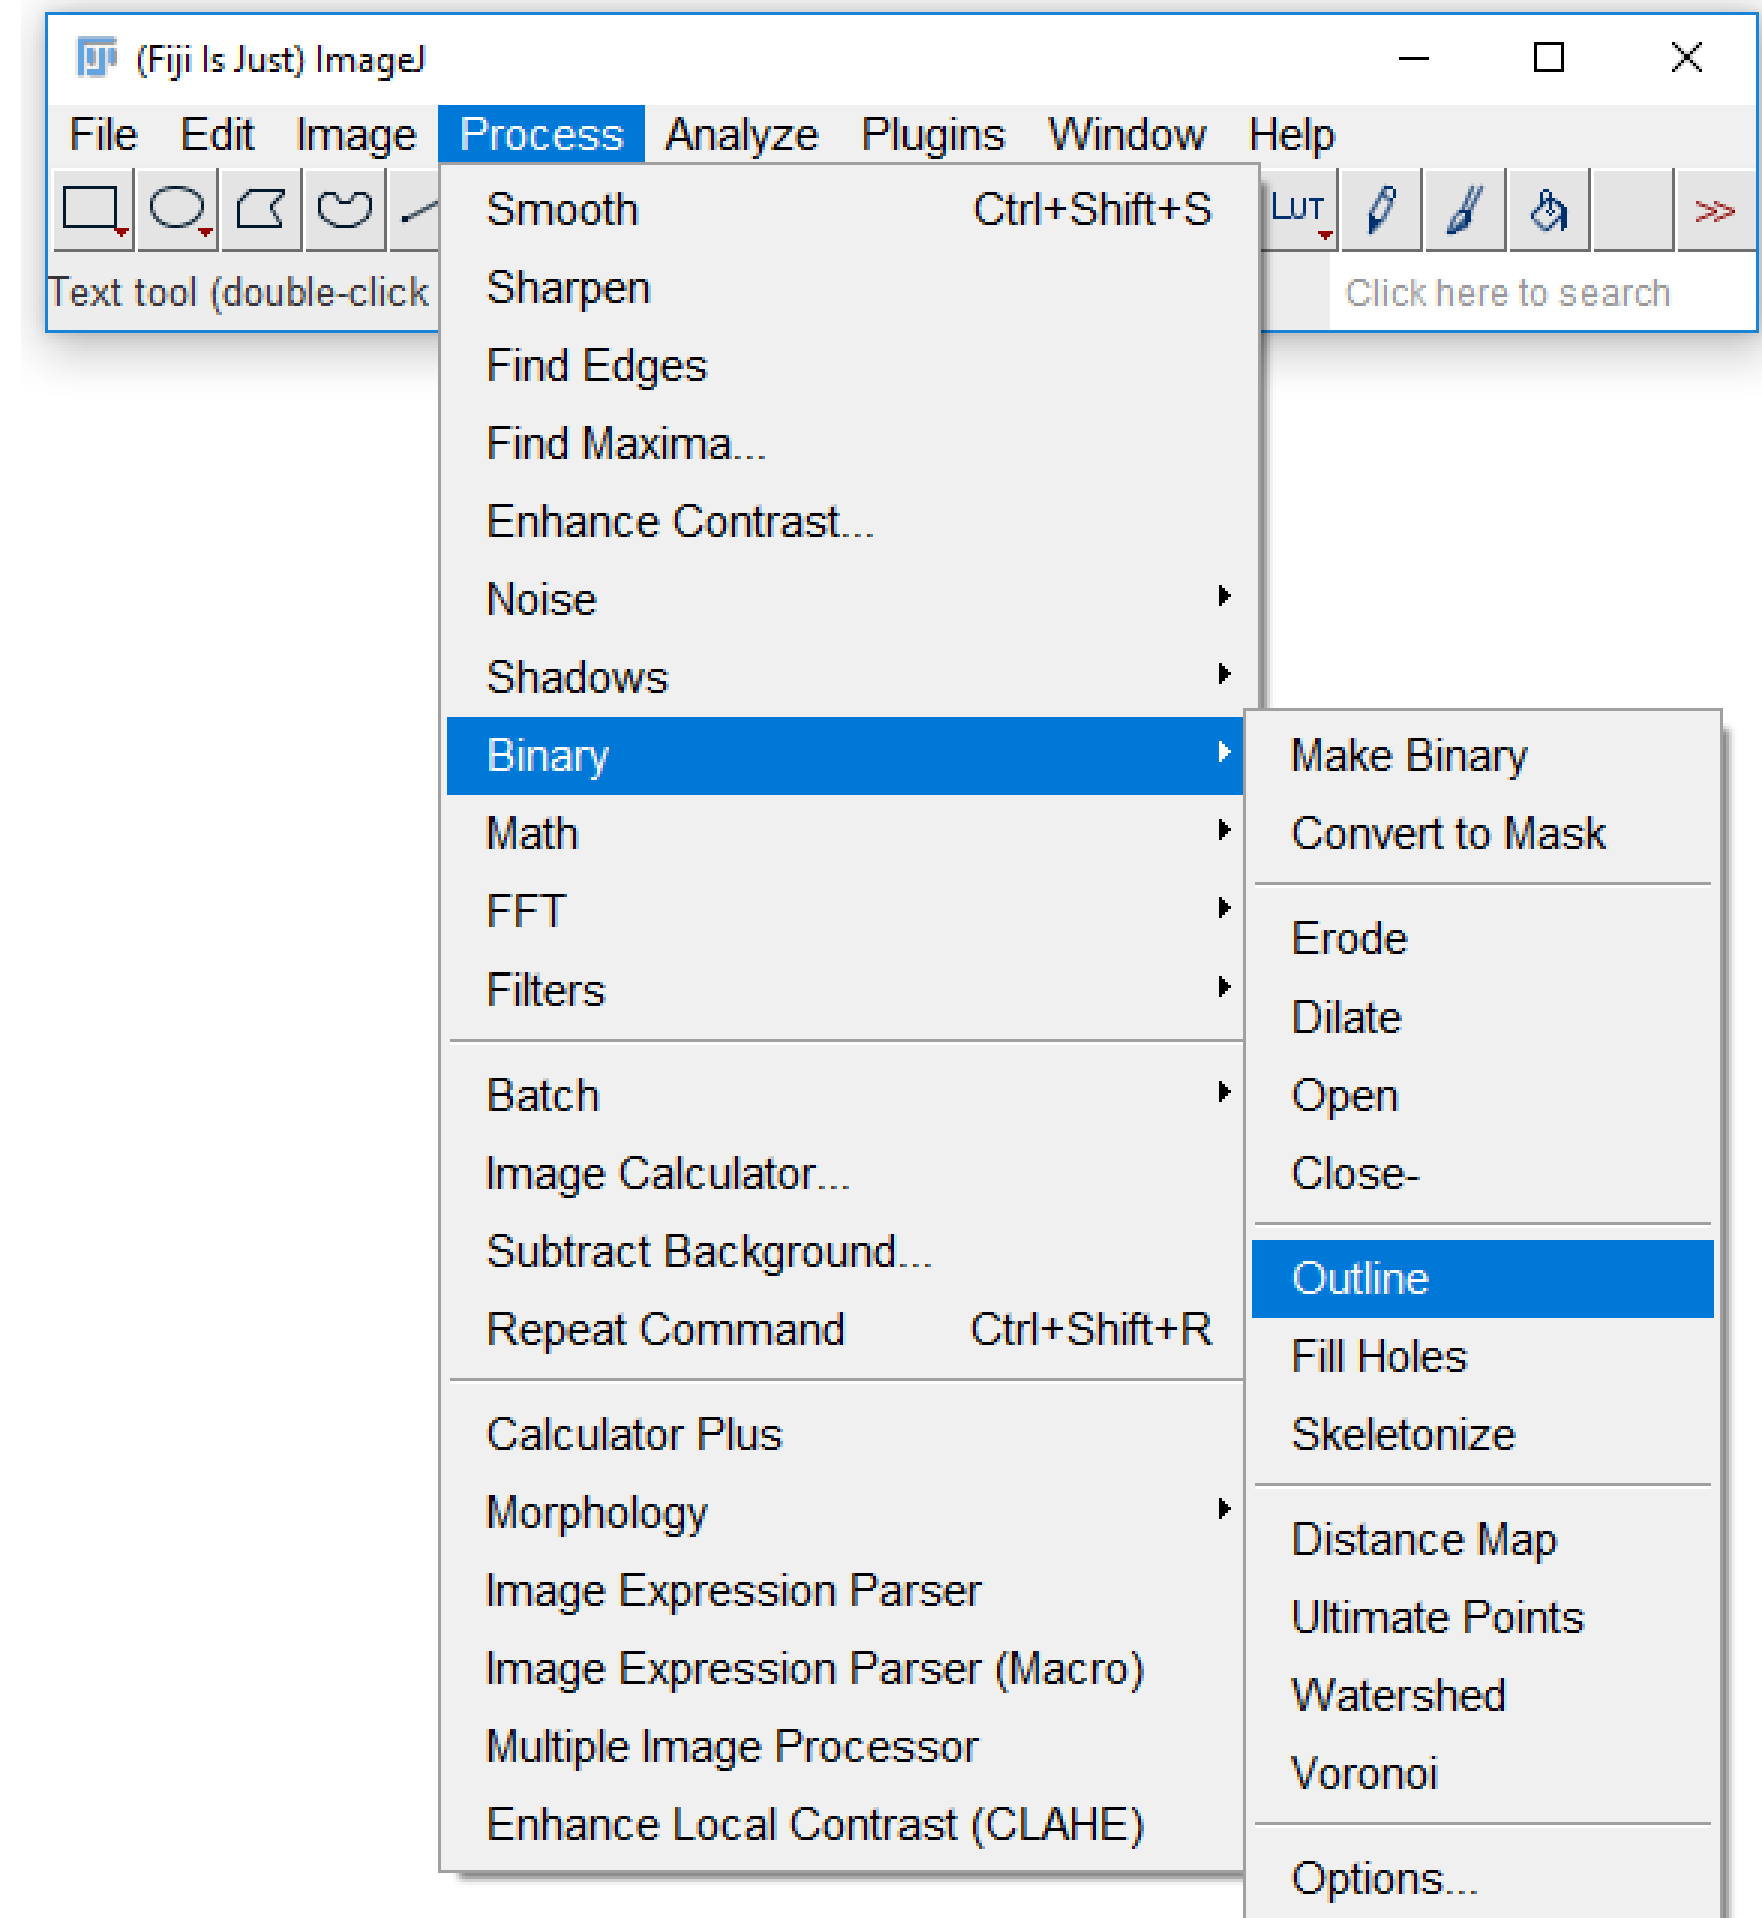 (Fiji Is Just) ImageJ
File Edit Image Process Analyze Plugins Window Help
LUT
>>
Text tool (double-click
Click here to search
Smooth Ctrl+Shift+S
Sharpen
Find Edges
Find Maxima...
Enhance Contrast...
Noise
Shadows
Binary
Math
FFT
Filters
Batch
Image Calculator...
Subtract Background...
Repeat Command Ctrl+Shift+R
Calculator Plus
Morphology
Image Expression Parser
Image Expression Parser (Macro)
Multiple Image Processor
Enhance Local Contrast (CLAHE)
Make Binary
Convert to Mask
Erode
Dilate
Open
Close-
Outline
Fill Holes
Skeletonize
Distance Map
Ultimate Points
Watershed
Voronoi
Options...